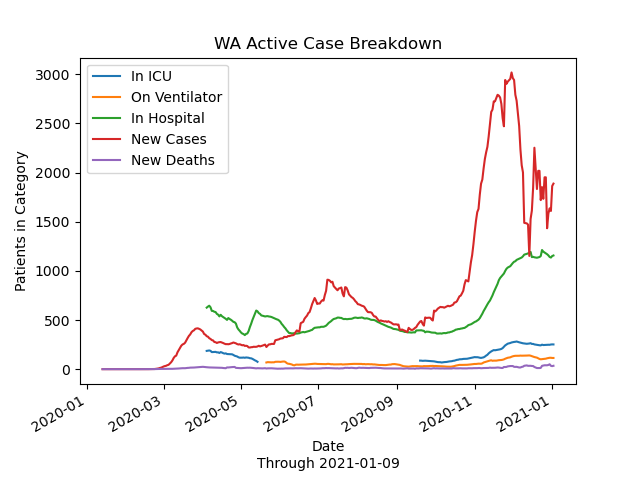 WA Active Case Breakdown
In ICU
On Ventilator
In Hospital
New Cases
New Deaths
3000
2500
2000
1500
1000
500
0
Patients in Category
2020-01
2020-03
2020-05
2020-07
2020-09
2020-11
2021-01
Date
Through 2021-01-09